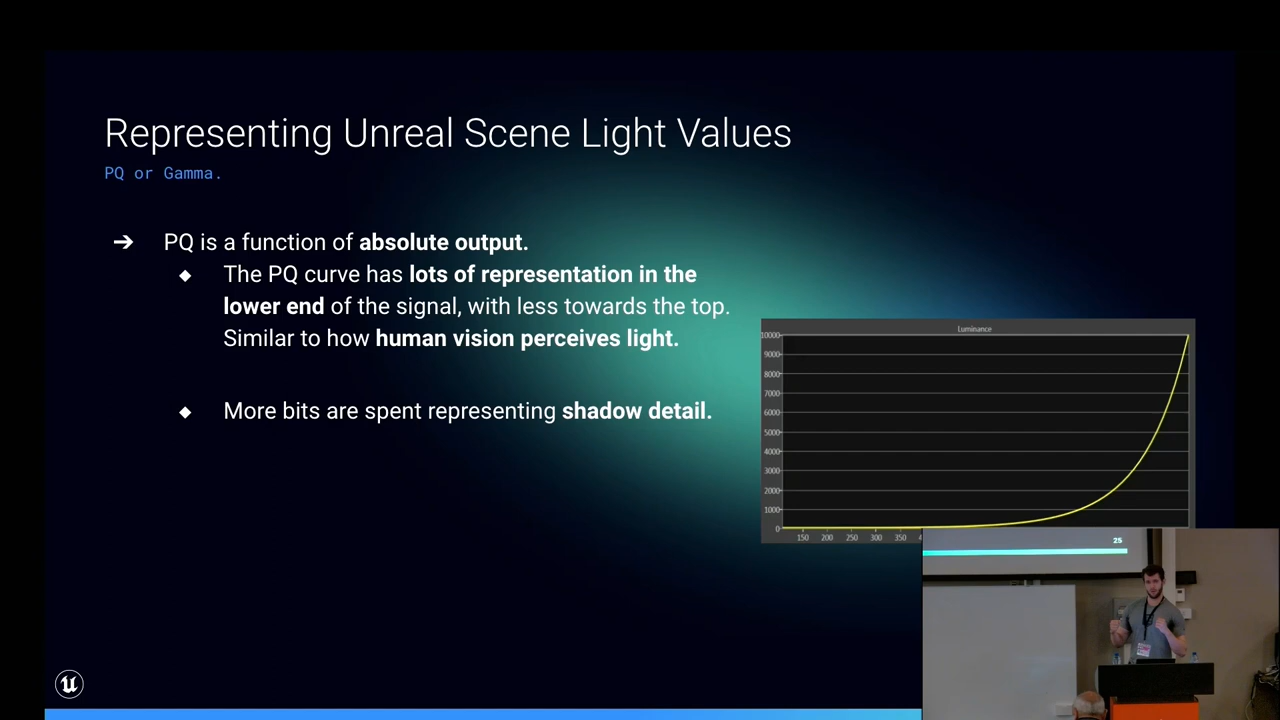 Representing Unreal Scene Light Values
PQ or Gamma.
➔ PQ is a function of absolute output.
◆ The PQ curve has lots of representation in the
lower end of the signal, with less towards the top.
Similar to how human vision perceives light.
◆ More bits are spent representing shadow detail.
Luminance
10000
9000
8000
7000
6000
5000
4000
3000
2000
1000
0
150 200 250 300 350
25